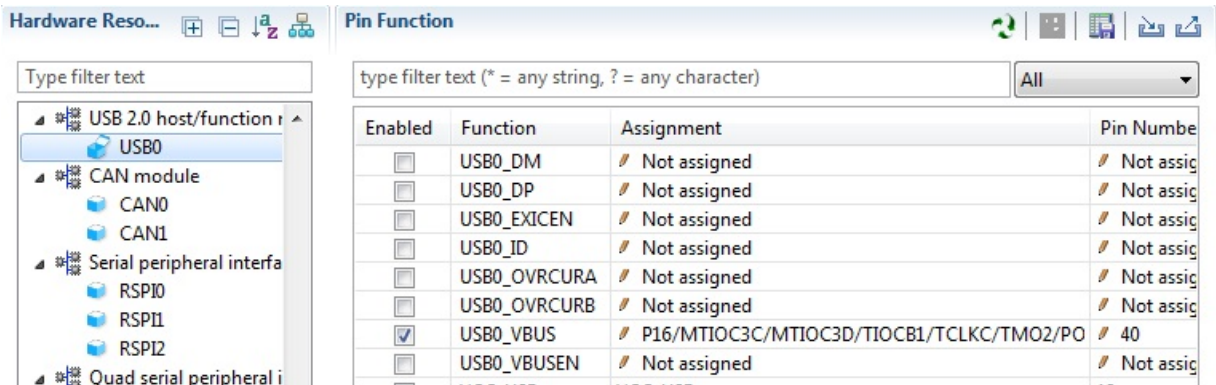 Hardware Reso...
Pin Function
Type filter text
type filter text (* = any string, ? = any character)
All
USB 2.0 host/function
USB0
CAN module
CAN0
CAN1
Serial peripheral interfa
RSPI0
RSPI1
RSPI2
Quad serial peripheral i
Enabled Function Assignment Pin Numbe
USB0_DM Not assigned Not assig
USB0_DP Not assigned Not assig
USB0_EXICEN Not assigned Not assig
USB0_ID Not assigned Not assig
USB0_OVRCURA Not assigned Not assig
USB0_OVRCURB Not assigned Not assig
USB0_VBUS P16/MTIOC3C/MTIOC3D/TIOCB1/TCLKC/TMO2/PO 40
USB0_VBUSEN Not assigned Not assig